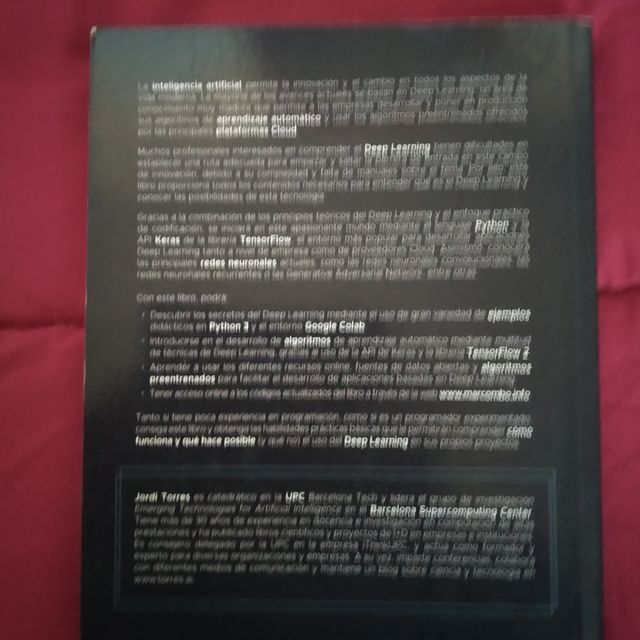 La inteligencia artificial permite la innovación y el cambio en todos los aspectos de la
vida moderna. La mayoría de los avances actuales se basan en Deep Learning, un área de
conocimiento muy madura que permite a las empresas desarrollar y poner en producción
sus algoritmos de aprendizaje automático y usar los algoritmos preentrenados ofrecidos
por las principales plataformas Cloud.
Muchos profesionales interesados en comprender el Deep Learning tienen dificultades en
establecer una ruta adecuada para empezar y saltar la barrera de entrada en este campo
de innovación, debido a su complejidad y falta de manuales sobre el tema. Por ello, este
libro proporciona todos los contenidos necesarios para entender qué es el Deep Learning y
conocer las posibilidades de esta tecnología.
Gracias a la combinación de los principios teóricos del Deep Learning y el enfoque práctico
de codificación, se iniciará en este apasionante mundo mediante el lenguaje Python y la
API Keras de la librería TensorFlow, el entorno más popular para desarrollar aplicaciones
Deep Learning tanto a nivel de empresa como de proveedores Cloud. Asimismo, conocerá
las principales redes neuronales actuales, como las redes neuronales convolucionales, las
redes neuronales recurrentes o las Generative Adversarial Network, entre otras.
Con este libro, podrá:
• Descubrir los secretos del Deep Learning mediante el uso de gran variedad de ejemplos
didácticos en Python 3 y el entorno Google Colab
• Introducirse en el desarrollo de algoritmos de aprendizaje automático mediante multitud
de técnicas de Deep Learning, gracias al uso de la API de Keras y la librería TensorFlow 2
• Aprender a usar los diferentes recursos online, fuentes de datos abiertas y algoritmos
preentrenados para facilitar el desarrollo de aplicaciones basadas en Deep Learning
• Tener acceso online a los códigos actualizados del libro a través de la web www.marcombo.info
Tanto si tiene poca experiencia en programación, como si es un programador experimentado,
consiga este libro y obtenga las habilidades prácticas básicas que le permitirán comprender cómo
funciona y qué hace posible (y qué no) el uso del Deep Learning en sus propios proyectos.
Jordi Torres es catedrático en la UPC Barcelona Tech y lidera el grupo de investigación
Emerging Technologies for Artificial Intelligence en el Barcelona Supercomputing Center.
Tiene más de 30 años de experiencia en docencia e investigación en computación de altas
prestaciones y ha publicado libros científicos y proyectos de I+D en empresas e instituciones.
Es consejero delegado por la UPC en la empresa iThinkUPC, y actúa como formador y
experto para diversas organizaciones y empresas. A su vez, imparte conferencias, colabora
con diferentes medios de comunicación y mantiene un blog sobre ciencia y tecnología en
www.torres.ai